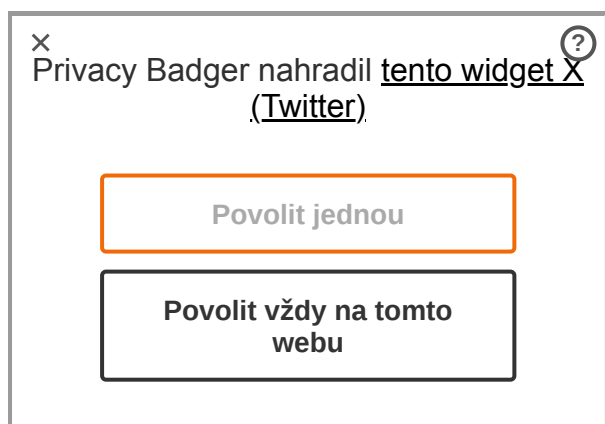 Privacy Badger nahradil tento widget X
(Twitter)
Povolit jednou
Povolit vždy na tomto
webu